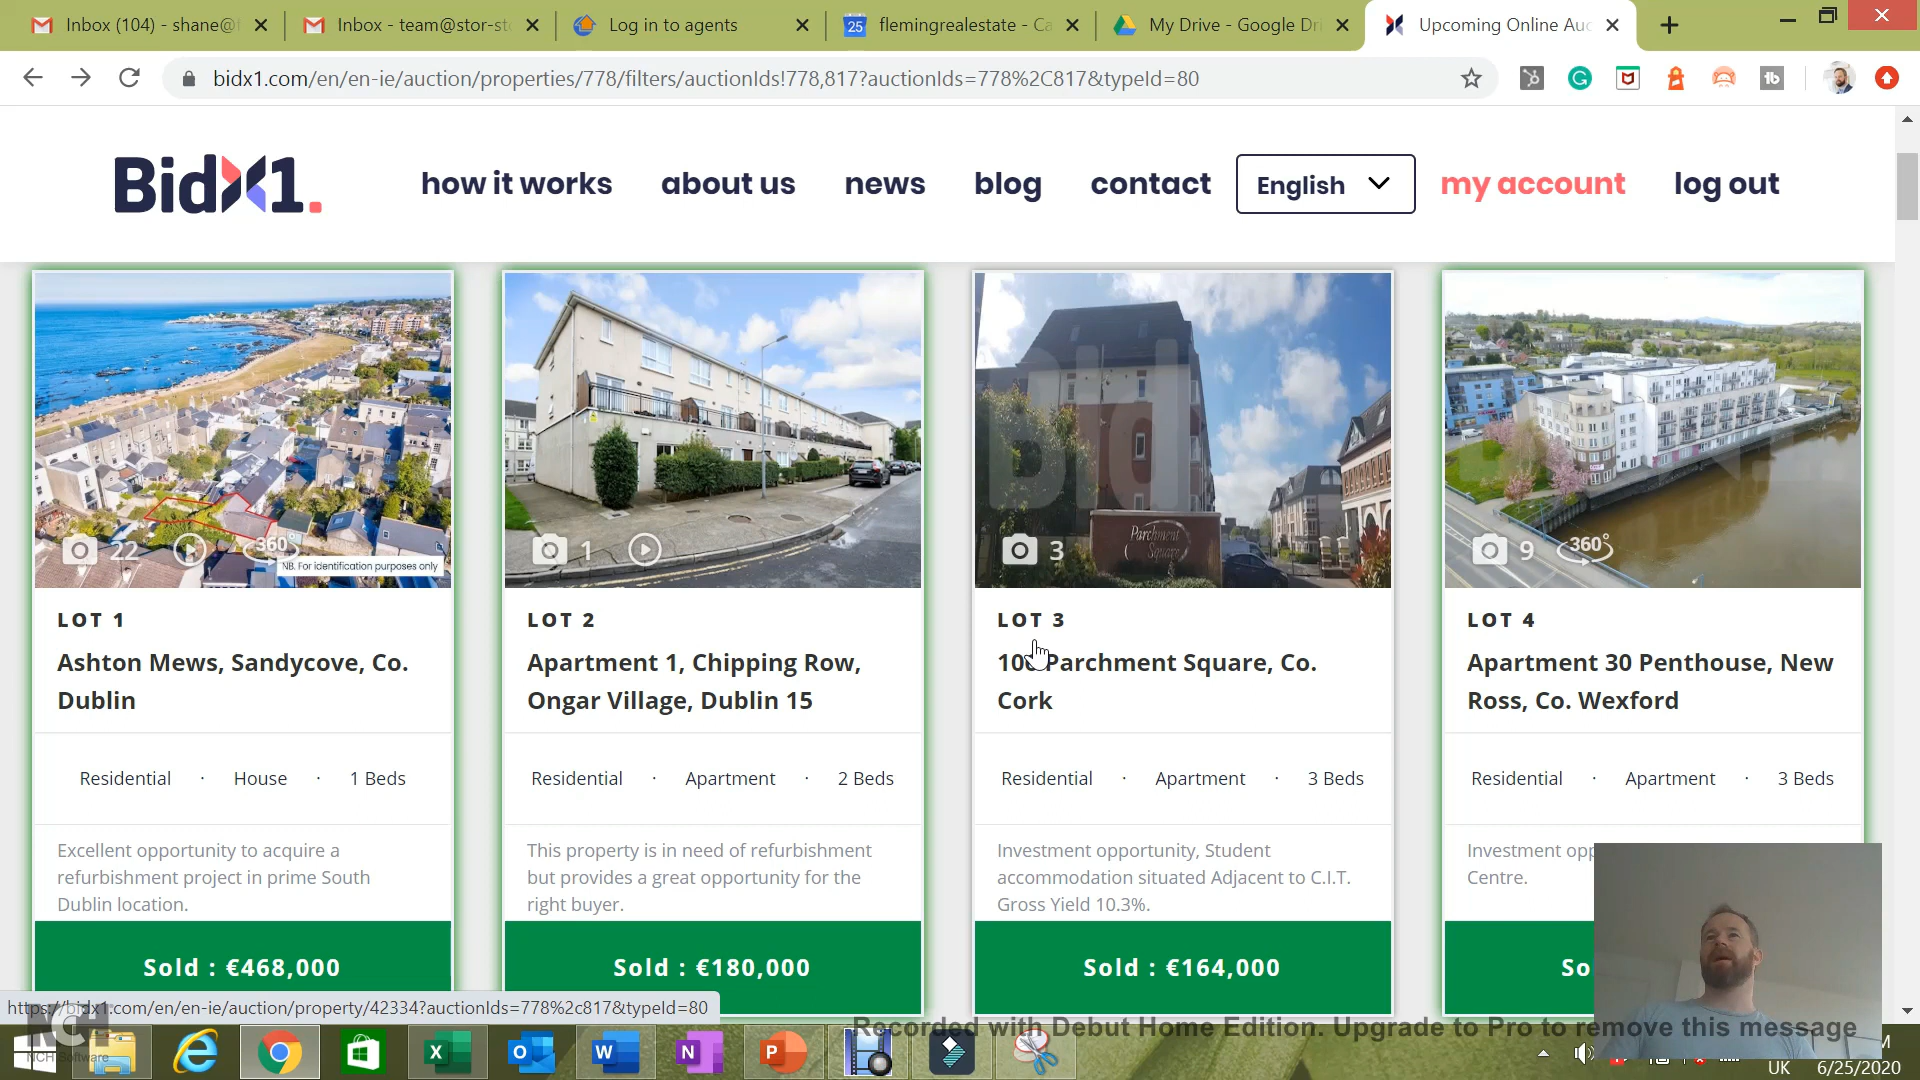 Inbox (104) - shane@
Inbox - team@stor-st
Log in to agents
25
flemingrealestate - Ca
My Drive - Google Dri
Upcoming Online Auc
bidx1.com/en/en-ie/auction/properties/778/filters/auctionIds!778,817?auctionIds=778%2C817&typeId=80
BidX1.
how it works
about us
news
blog
contact
English
my account
log out
22
360
NB. For identification purposes only
1
Parchment
Square
3
9
360°
LOT 1
LOT 2
LOT 3
LOT 4
Ashton Mews, Sandycove, Co.
Dublin
Apartment 1, Chipping Row,
Ongar Village, Dublin 15
Parchment Square, Co.
Cork
Apartment 30 Penthouse, New
Ross, Co. Wexford
Residential · House · 1 Beds
Residential · Apartment · 2 Beds
Residential · Apartment · 3 Beds
Residential · Apartment · 3 Beds
Excellent opportunity to acquire a
refurbishment project in prime South
Dublin location.
This property is in need of refurbishment
but provides a great opportunity for the
right buyer.
Investment opportunity, Student
accommodation situated Adjacent to C.I.T.
Gross Yield 10.3%.
Investment opp
Centre.
Sold : €468,000
Sold : €180,000
Sold : €164,000
So
https://bidx1.com/en/en-ie/auction/property/42334?auctionIds=778%2c817&typeId=80
NCH
NCH Software
Recorded with Debut Home Edition. Upgrade to Pro to remove this message
UK
6/25/2020